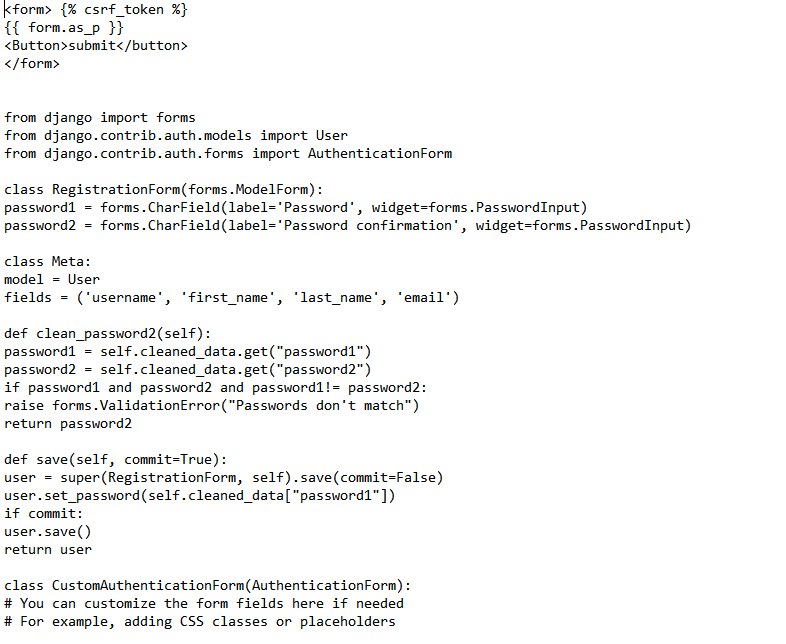 <form> {% csrf_token %}
{{ form.as_p }}
<Button>submit</button>
</form>
from django import forms
from django.contrib.auth.models import User
from django.contrib.auth.forms import AuthenticationForm
class RegistrationForm(forms.ModelForm):
password1 = forms.CharField(label='Password', widget=forms.PasswordInput)
password2 = forms.CharField(label='Password confirmation', widget=forms.PasswordInput)
class Meta:
model = User
fields = ('username', 'first_name', 'last_name', 'email')
def clean_password2(self):
password1 = self.cleaned_data.get("password1")
password2 = self.cleaned_data.get("password2")
if password1 and password2 and password1!= password2:
raise forms.ValidationError("Passwords don't match")
return password2
def save(self, commit=True):
user = super(RegistrationForm, self).save(commit=False)
user.set_password(self.cleaned_data["password1"])
if commit:
user.save()
return user
class CustomAuthenticationForm(AuthenticationForm):
# You can customize the form fields here if needed
# For example, adding CSS classes or placeholders